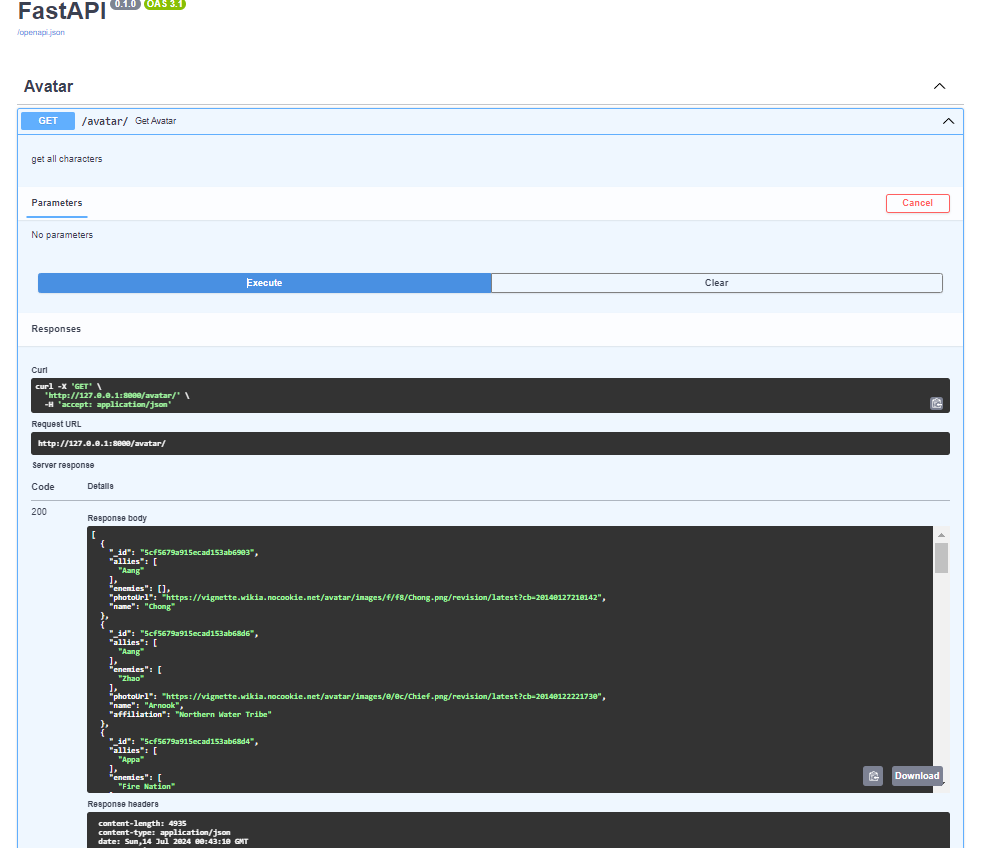 FastAPI 0.1.0 OAS 3.1
/openapi.json
Avatar
GET /avatar/ Get Avatar
get all characters
Parameters
Cancel
No parameters
Execute
Clear
Responses
Curl
curl -X 'GET' \
'http://127.0.0.1:8000/avatar/' \
-H 'accept: application/json'
Request URL
http://127.0.0.1:8000/avatar/
Server response
Code Details
200
Response body
[
{
"_id": "5cf5679a915ecad153ab6903",
"allies": [
"Aang"
],
"enemies": [],
"photoUrl": "https://vignette.wikia.nocookie.net/avatar/images/f/f8/Chong.png/revision/latest?cb=20140127210142",
"name": "Chong"
},
{
"_id": "5cf5679a915ecad153ab68d6",
"allies": [
"Aang"
],
"enemies": [
"Zhao"
],
"photoUrl": "https://vignette.wikia.nocookie.net/avatar/images/0/0c/Chief.png/revision/latest?cb=20140122221730",
"name": "Arnook",
"affiliation": "Northern Water Tribe"
},
{
"_id": "5cf5679a915ecad153ab68d4",
"allies": [
"Appa"
],
"enemies": [
"Fire Nation"
Download
Response headers
content-length: 4935
content-type: application/json
date: Sun,14 Jul 2024 00:43:10 GMT